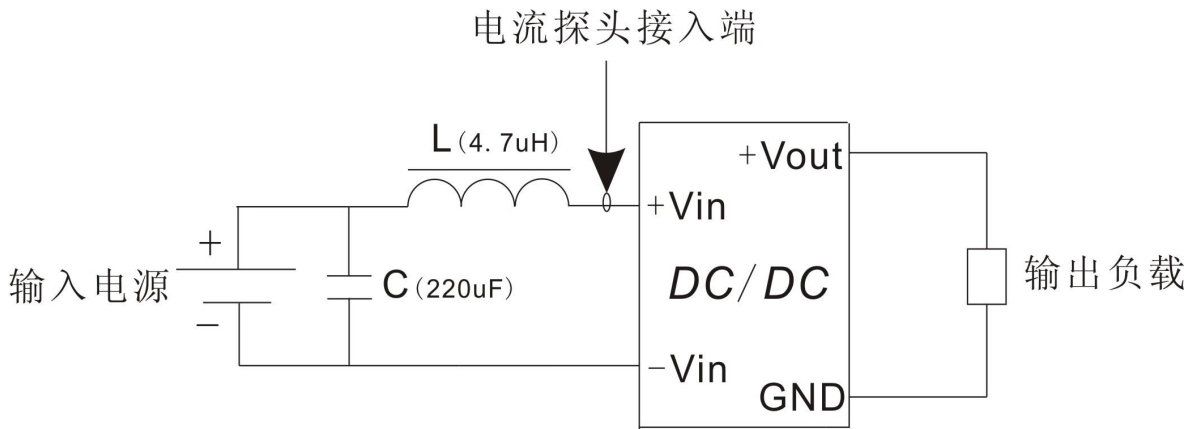 电流探头接入端
L(4.7uH)
+Vout
+Vin
+
输入电源
C(220uF)
DC/DC
输出负载
−
−Vin
GND